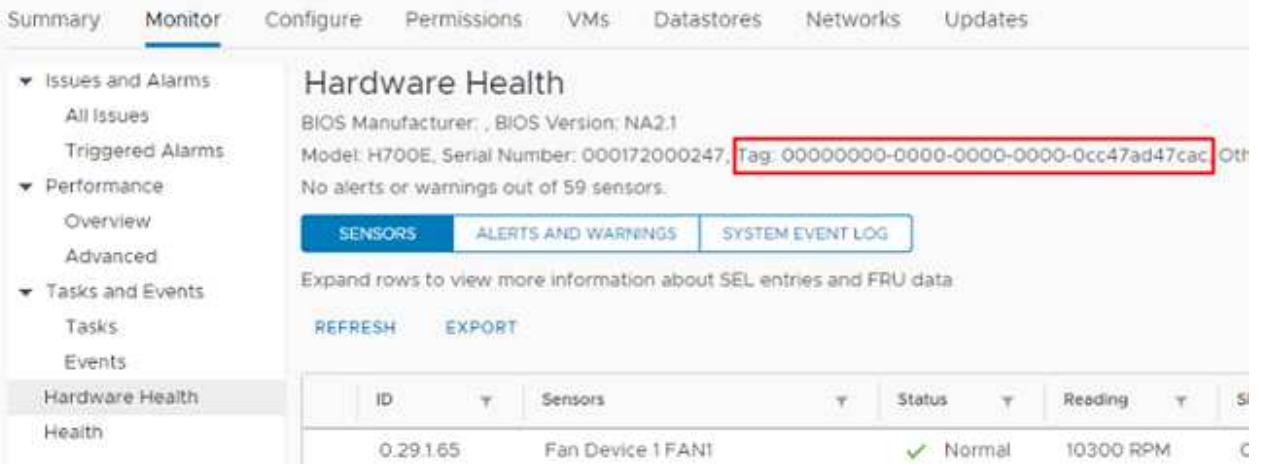 Summary Monitor Configure Permissions VMs Datastores Networks Updates
Issues and Alarms
All Issues
Triggered Alarms
Performance
Overview
Advanced
Tasks and Events
Tasks
Events
Hardware Health
Health
Hardware Health
BIOS Manufacturer: , BIOS Version: NA2.1
Model: H700E, Serial Number: 000172000247, Tag: 00000000-0000-0000-0000-0cc47ad47cac, Oth
No alerts or warnings out of 59 sensors.
SENSORS ALERTS AND WARNINGS SYSTEM EVENT LOG
Expand rows to view more information about SEL entries and FRU data
REFRESH EXPORT
ID Sensors Status Reading
0.29.1.65 Fan Device 1 FAN1 Normal 10300 RPM